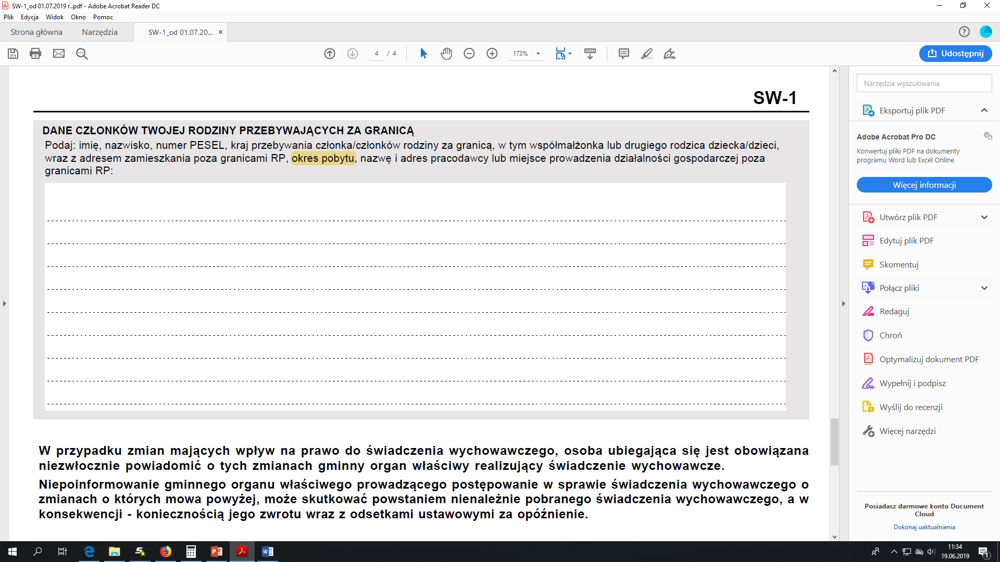 SW-1_od 01.07.2019 r..pdf - Adobe Acrobat Reader DC
Plik Edycja Widok Okno Pomoc
Strona główna Narzędzia SW-1_od 01.07.20... ×
4 / 4 173% Udostępnij
SW-1
DANE CZŁONKÓW TWOJEJ RODZINY PRZEBYWAJĄCYCH ZA GRANICĄ
Podaj: imię, nazwisko, numer PESEL, kraj przebywania członka/członków rodziny za granicą, w tym współmałżonka lub drugiego rodzica dziecka/dzieci,
wraz z adresem zamieszkania poza granicami RP, okres pobytu, nazwę i adres pracodawcy lub miejsce prowadzenia działalności gospodarczej poza
granicami RP:
W przypadku zmian mających wpływ na prawo do świadczenia wychowawczego, osoba ubiegająca się jest obowiązana
niezwłocznie powiadomić o tych zmianach gminny organ właściwy realizujący świadczenie wychowawcze.
Niepoinformowanie gminnego organu właściwego prowadzącego postępowanie w sprawie świadczenia wychowawczego o
zmianach o których mowa powyżej, może skutkować powstaniem nienależnie pobranego świadczenia wychowawczego, a w
konsekwencji - koniecznością jego zwrotu wraz z odsetkami ustawowymi za opóźnienie.
Narzędzia wyszukiwania
Eksportuj plik PDF
Adobe Acrobat Pro DC
Konwertuj pliki PDF na dokumenty
programu Word lub Excel Online
Więcej informacji
Utwórz plik PDF
Edytuj plik PDF
Skomentuj
Połącz pliki
Redaguj
Chroń
Optymalizuj dokument PDF
Wypełnij i podpisz
Wyślij do recenzji
Więcej narzędzi
Posiadasz darmowe konto Document
Cloud
Dokonaj uaktualnienia
11:34
19.06.2019
1